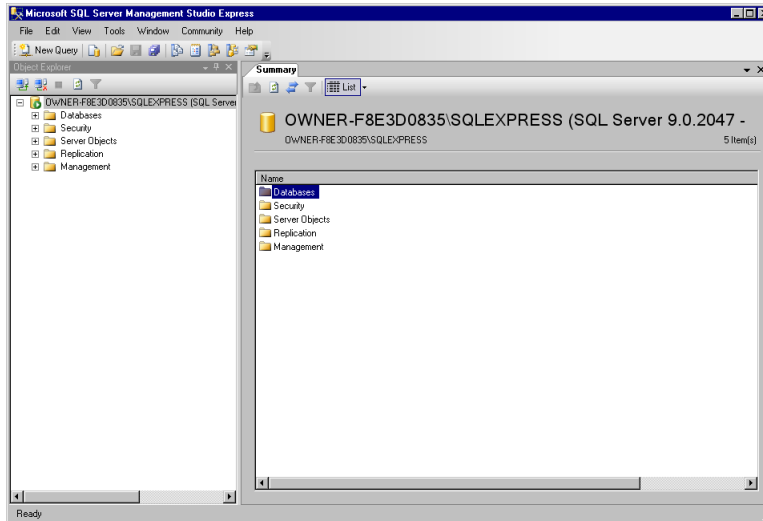 Microsoft SQL Server Management Studio Express
File Edit View Tools Window Community Help
New Query
Object Explorer
OWNER-F8E3D0835\SQLEXPRESS (SQL Server
Databases
Security
Server Objects
Replication
Management
Summary
List
OWNER-F8E3D0835\SQLEXPRESS (SQL Server 9.0.2047 -
OWNER-F8E3D0835\SQLEXPRESS 5 Item(s)
Name
Databases
Security
Server Objects
Replication
Management
Ready